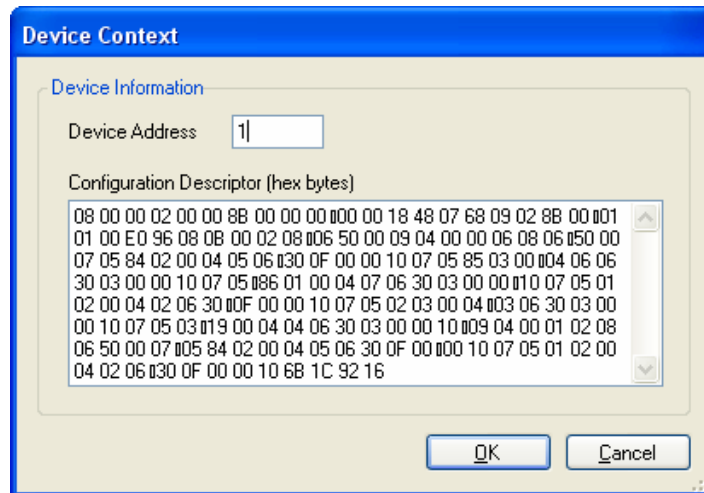 Device Context
Device Information
Device Address 1
Configuration Descriptor (hex bytes)
08 00 00 02 00 00 8B 00 00 00 ▯00 00 18 48 07 68 09 02 8B 00 ▯01
01 00 E0 96 08 0B 00 02 08 ▯06 50 00 09 04 00 00 06 08 06 ▯50 00
07 05 84 02 00 04 05 06 ▯30 0F 00 00 10 07 05 85 03 00 ▯04 06 06
30 03 00 00 10 07 05 ▯86 01 00 04 07 06 30 03 00 00 ▯10 07 05 01
02 00 04 02 06 30 ▯0F 00 00 10 07 05 02 03 00 04 ▯03 06 30 03 00
00 10 07 05 03 ▯19 00 04 04 06 30 03 00 00 10 ▯09 04 00 01 02 08
06 50 00 07 ▯05 84 02 00 04 05 06 30 0F 00 ▯00 10 07 05 01 02 00
04 02 06 ▯30 0F 00 00 10 6B 1C 92 16
OK Cancel